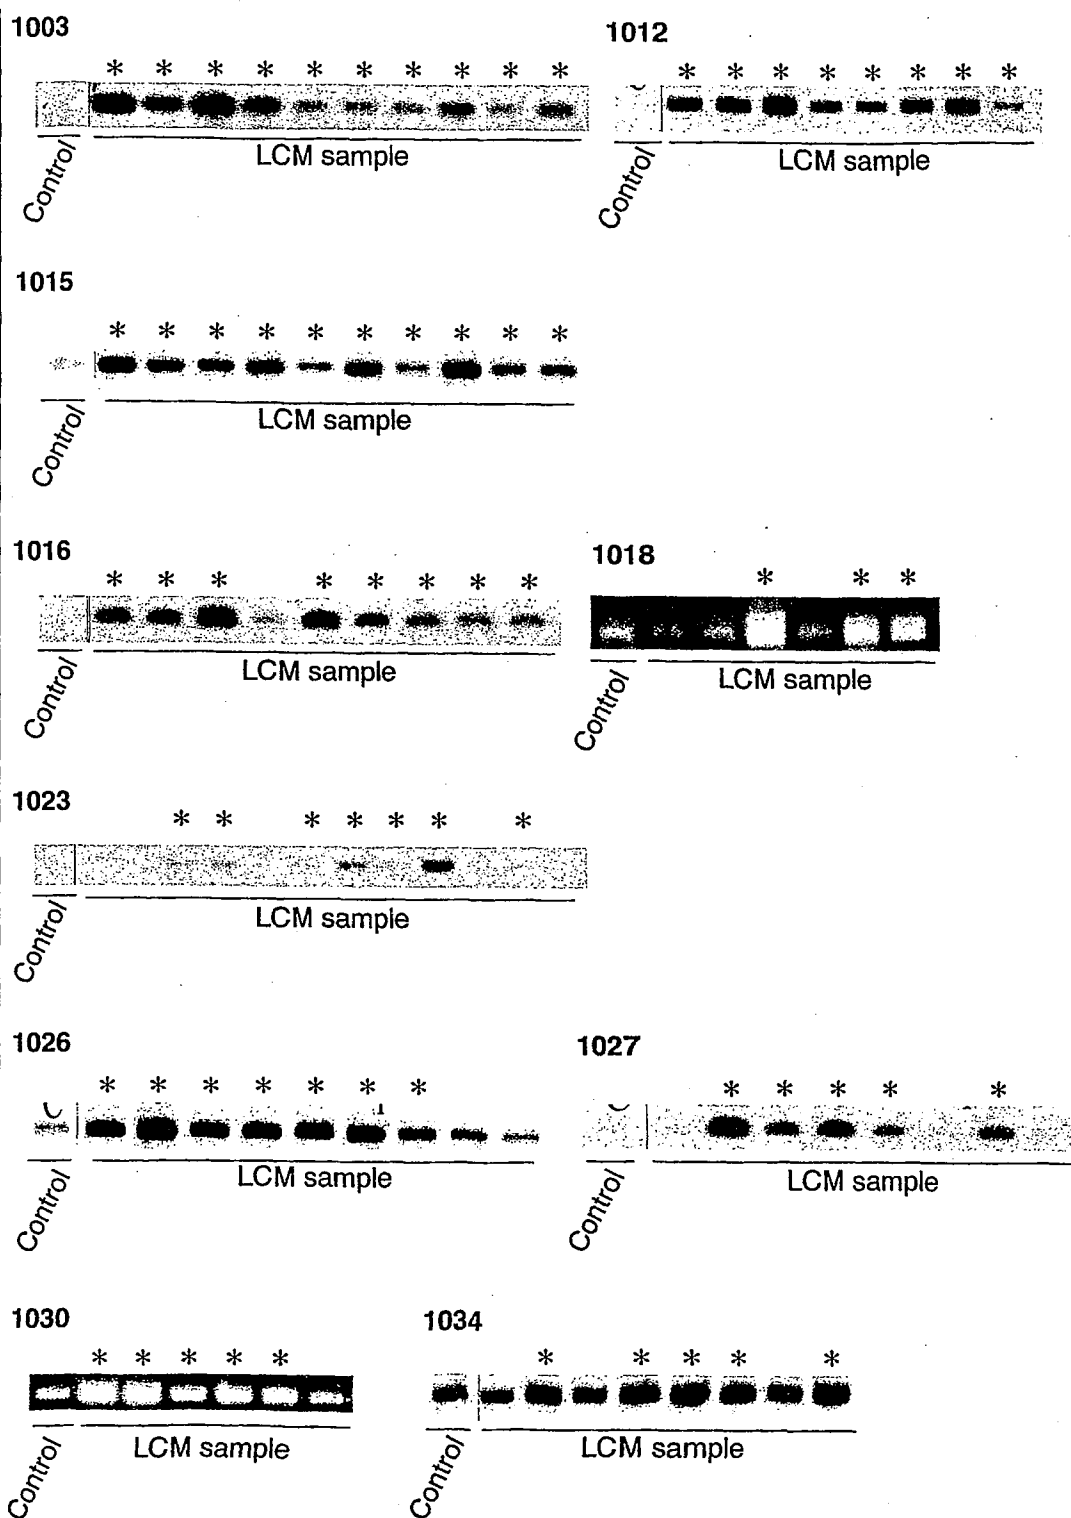 1003
* * * * * * * * * *
Control
LCM sample
1012
* * * * * * * *
Control
LCM sample
1015
* * * * * * * * * *
Control
LCM sample
1016
* * * * * * * *
Control
LCM sample
1018
* * *
Control
LCM sample
1023
* * * * * * *
Control
LCM sample
1026
* * * * * * *
Control
LCM sample
1027
* * * * *
Control
LCM sample
1030
* * * * *
Control
LCM sample
1034
* * * * *
Control
LCM sample